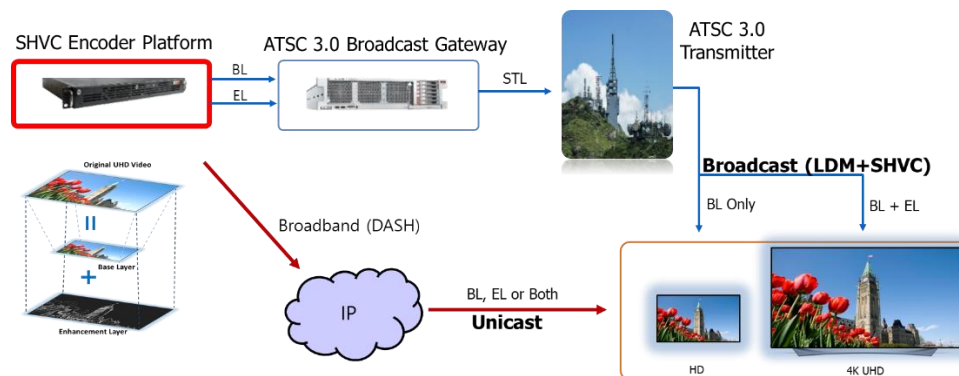 SHVC Encoder Platform
ATSC 3.0 Broadcast Gateway
ATSC 3.0
Transmitter
BL
EL
STL
Original UHD Video
Base Layer
Enhancement Layer
Broadband (DASH)
IP
BL, EL or Both
Unicast
Broadcast (LDM+SHVC)
BL Only
BL + EL
HD
4K UHD